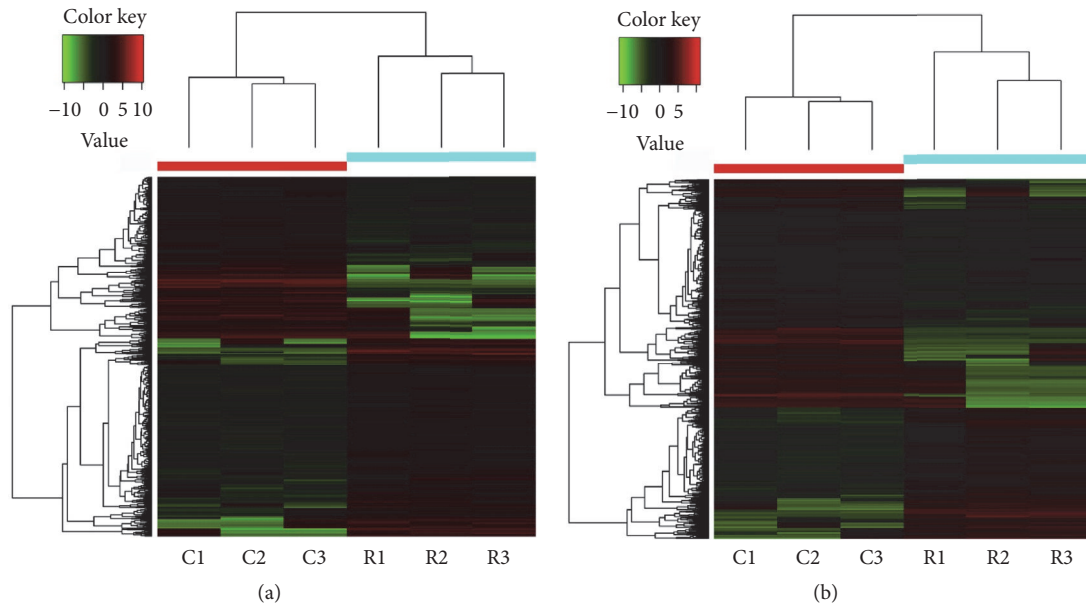 Color key
−10 0 5 10
Value
C1 C2 C3 R1 R2 R3
(a)
Color key
−10 0 5
Value
C1 C2 C3 R1 R2 R3
(b)